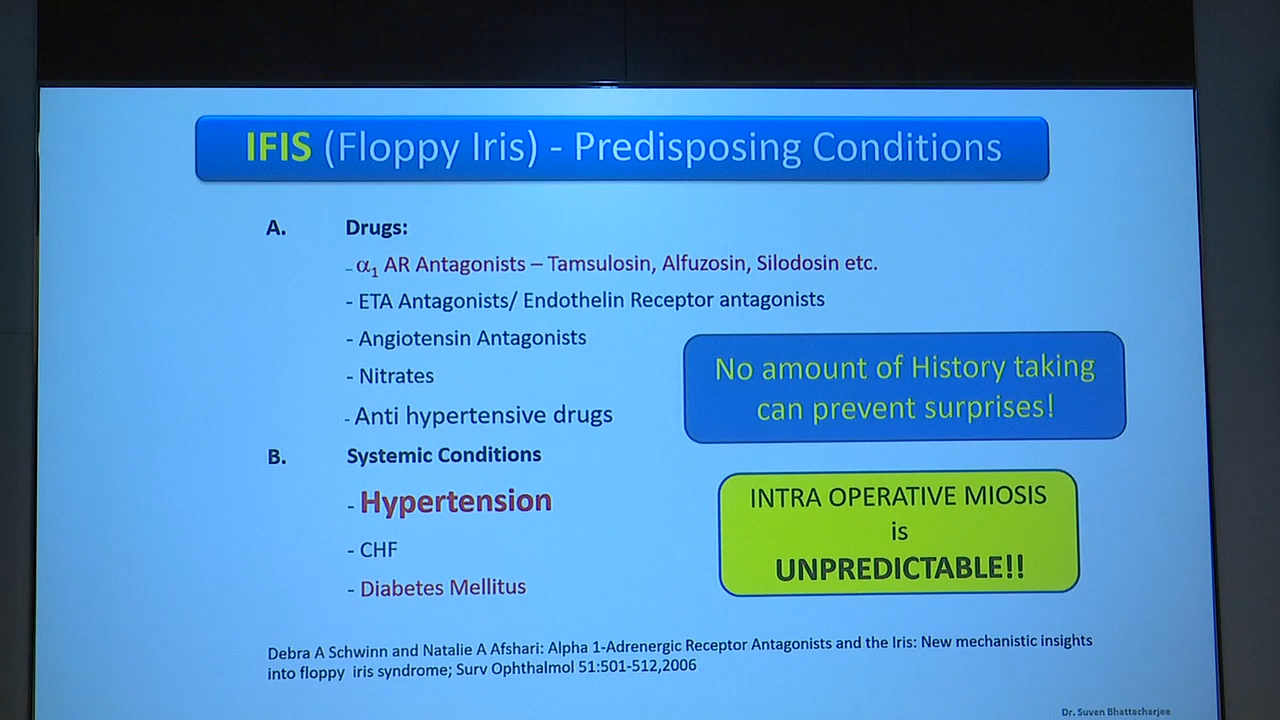 IFIS (Floppy Iris) - Predisposing Conditions
A. Drugs:
- α₁ AR Antagonists – Tamsulosin, Alfuzosin, Silodosin etc.
- ETA Antagonists/ Endothelin Receptor antagonists
- Angiotensin Antagonists
- Nitrates
- Anti hypertensive drugs
No amount of History taking
can prevent surprises!
B. Systemic Conditions
- Hypertension
- CHF
- Diabetes Mellitus
INTRA OPERATIVE MIOSIS
is
UNPREDICTABLE!!
Debra A Schwinn and Natalie A Afshari: Alpha 1-Adrenergic Receptor Antagonists and the Iris: New mechanistic insights
into floppy iris syndrome; Surv Ophthalmol 51:501-512,2006
Dr. Suven Bhattacharjee